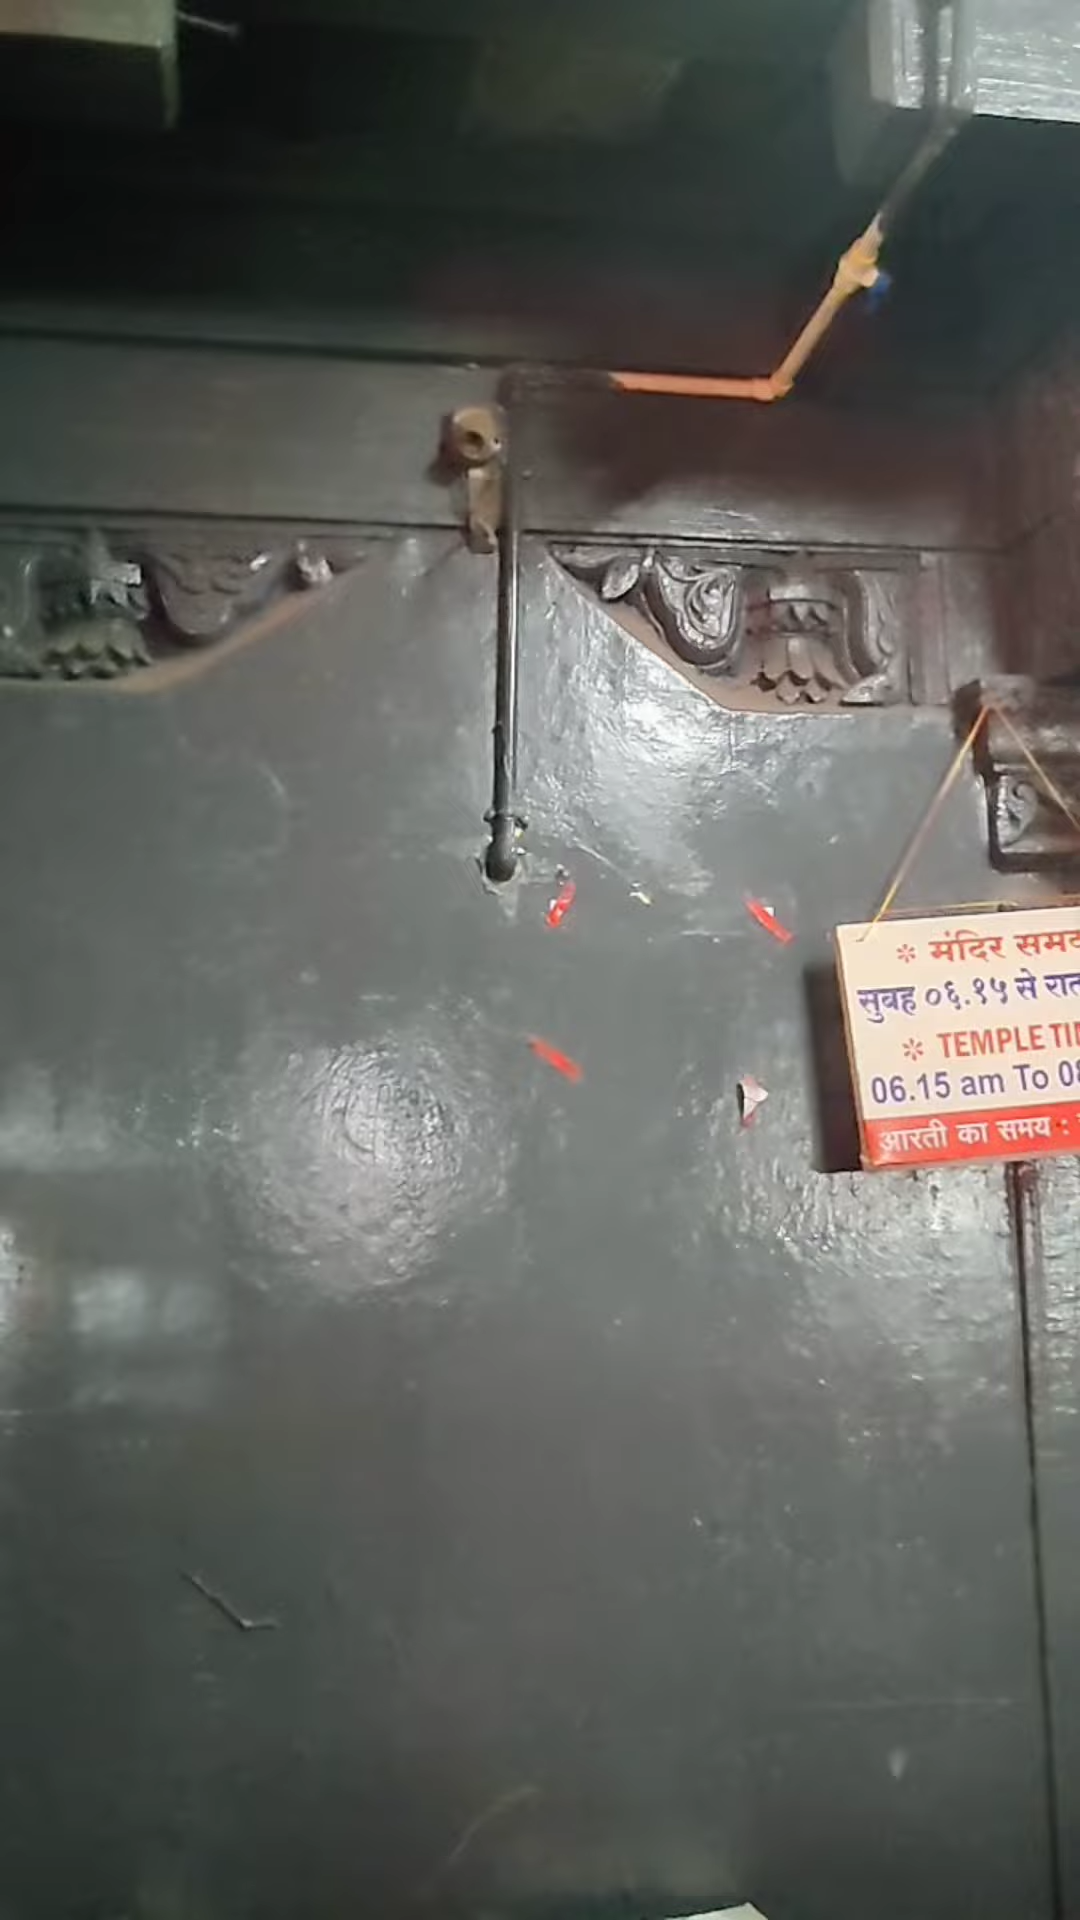 * मंदिर
सुबह ०६.१५ से
* TEMPLE
06.15 am To
आरती का समय :